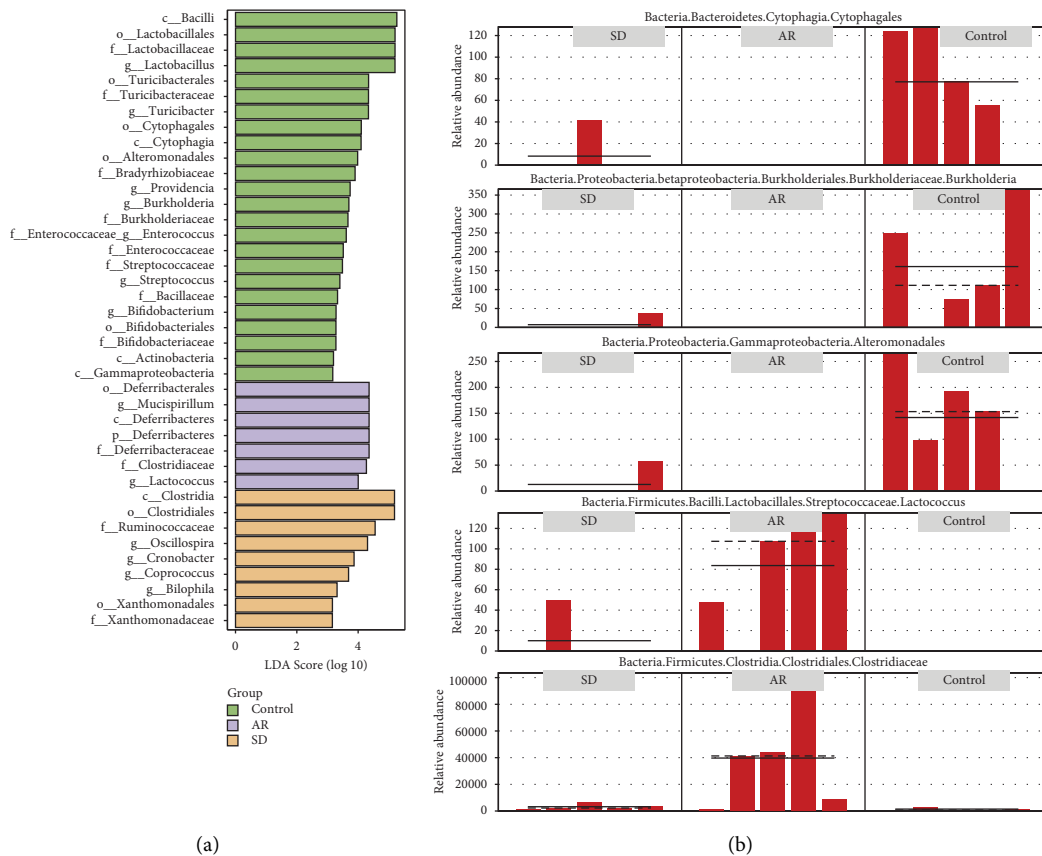 c__Bacilli
o__Lactobacillales
f__Lactobacillaceae
g__Lactobacillus
o__Turicibacterales
f__Turicibacteraceae
g__Turicibacter
o__Cytophagales
c__Cytophagia
o__Alteromonadales
f__Bradyrhizobiaceae
g__Providencia
g__Burkholderia
f__Burkholderiaceae
f__Enterococcaceae_g__Enterococcus
f__Enterococcaceae
f__Streptococcaceae
g__Streptococcus
f__Bacillaceae
g__Bifidobacterium
o__Bifidobacteriales
f__Bifidobacteriaceae
c__Actinobacteria
c__Gammaproteobacteria
o__Deferribacterales
g__Mucispirillum
c__Deferribacteres
p__Deferribacteres
f__Deferribacteraceae
f__Clostridiaceae
g__Lactococcus
c__Clostridia
o__Clostridiales
f__Ruminococcaceae
g__Oscillospira
g__Cronobacter
g__Coprococcus
g__Bilophila
o__Xanthomonadales
f__Xanthomonadaceae
0 2 4
LDA Score (log 10)
Group
Control
AR
SD
(a)
Bacteria.Bacteroidetes.Cytophagia.Cytophagales
SD AR Control
Relative abundance
120
100
80
60
40
20
0
Bacteria.Proteobacteria.betaproteobacteria.Burkholderiales.Burkholderiaceae.Burkholderia
SD AR Control
Relative abundance
350
300
250
200
150
100
50
0
Bacteria.Proteobacteria.Gammaproteobacteria.Alteromonadales
SD AR Control
Relative abundance
250
200
150
100
50
0
Bacteria.Firmicutes.Bacilli.Lactobacillales.Streptococcaceae.Lactococcus
SD AR Control
Relative abundance
120
100
80
60
40
20
0
Bacteria.Firmicutes.Clostridia.Clostridiales.Clostridiaceae
SD AR Control
Relative abundance
100000
80000
60000
40000
20000
0
(b)